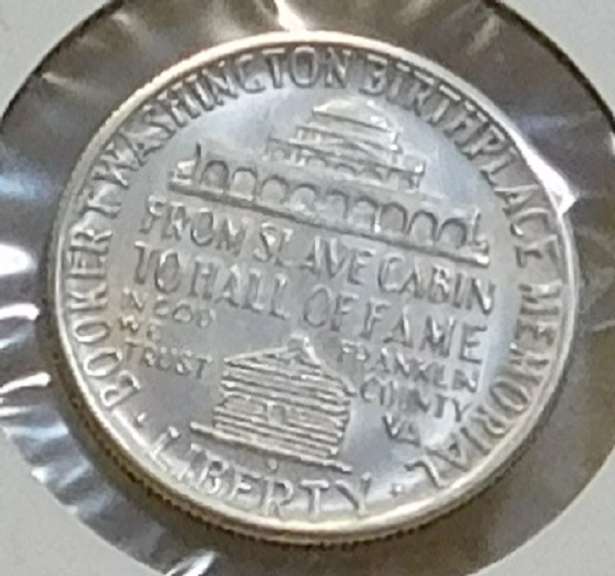 BOOKER T. WASHINGTON BIRTHPLACE MEMORIAL
FROM SLAVE CABIN
TO HALL OF FAME
IN GOD
WE
TRUST
FRANKLIN
COUNTY
VA.
· LIBERTY ·